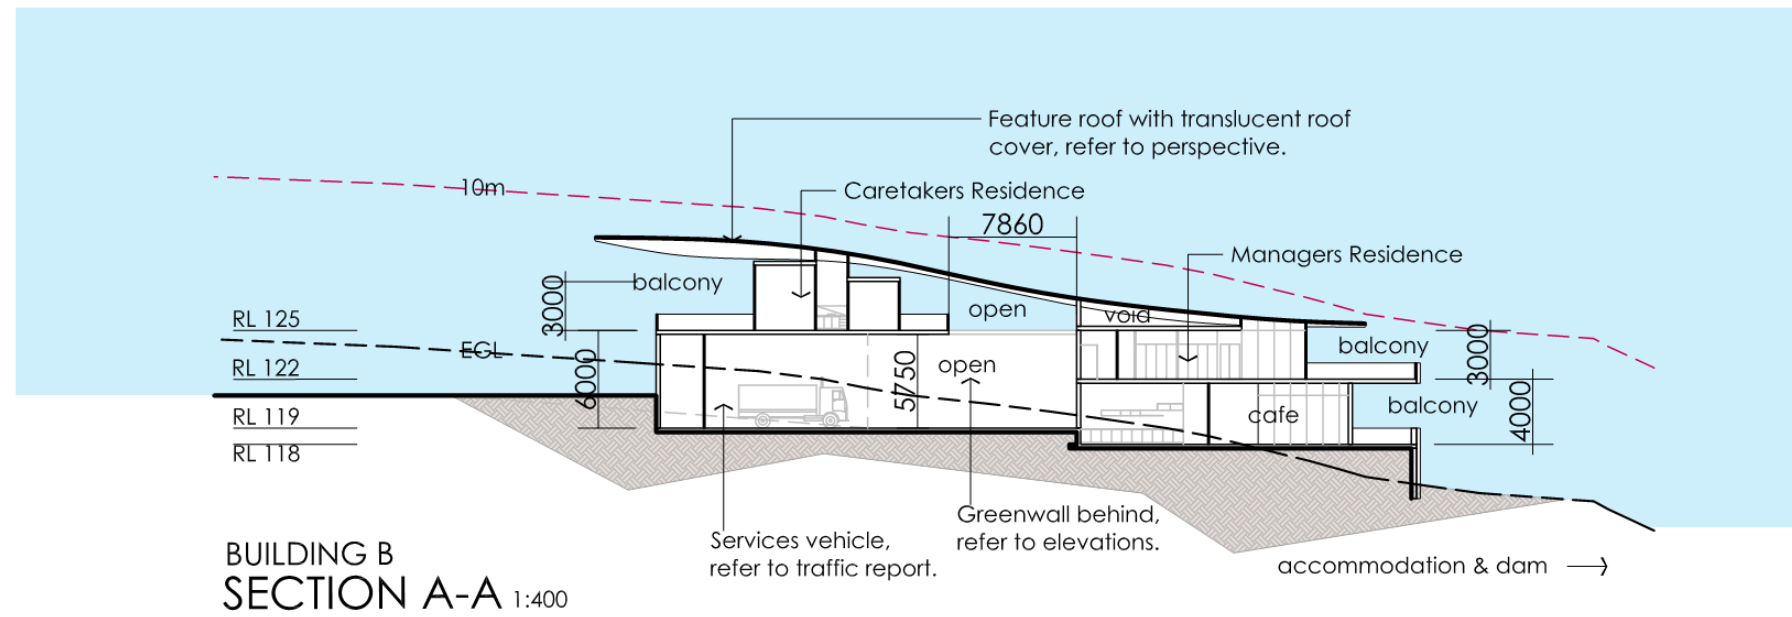 Feature roof with translucent roof
cover, refer to perspective.
10m
Caretakers Residence
7860
Managers Residence
balcony
3000
open
void
RL 125
EGL
balcony
3000
RL 122
6000
5750
open
RL 119
cafe
balcony
4000
RL 118
Services vehicle,
refer to traffic report.
Greenwall behind,
refer to elevations.
BUILDING B
SECTION A-A 1:400
accommodation & dam